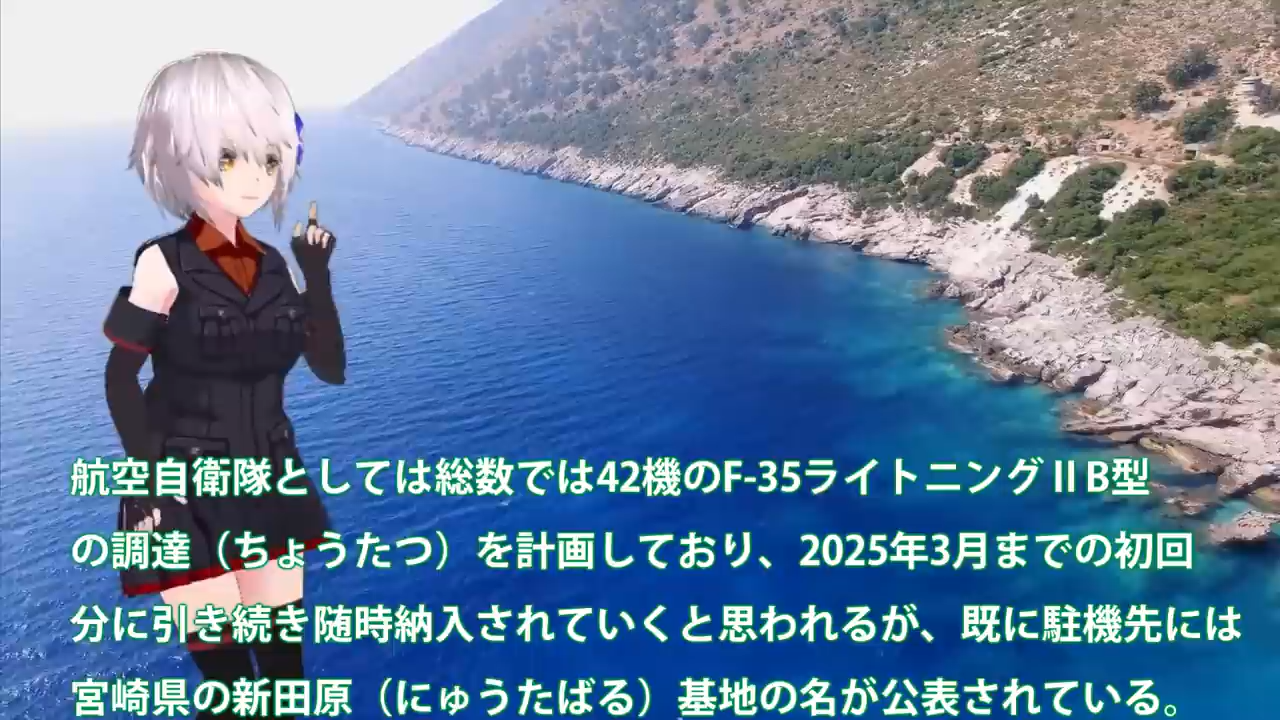 航空自衛隊としては総数では42機のF-35ライトニングⅡB型
の調達（ちょうたつ）を計画しており、2025年3月までの初回
分に引き続き随時納入されていくと思われるが、既に駐機先には
宮崎県の新田原（にゅうたばる）基地の名が公表されている。